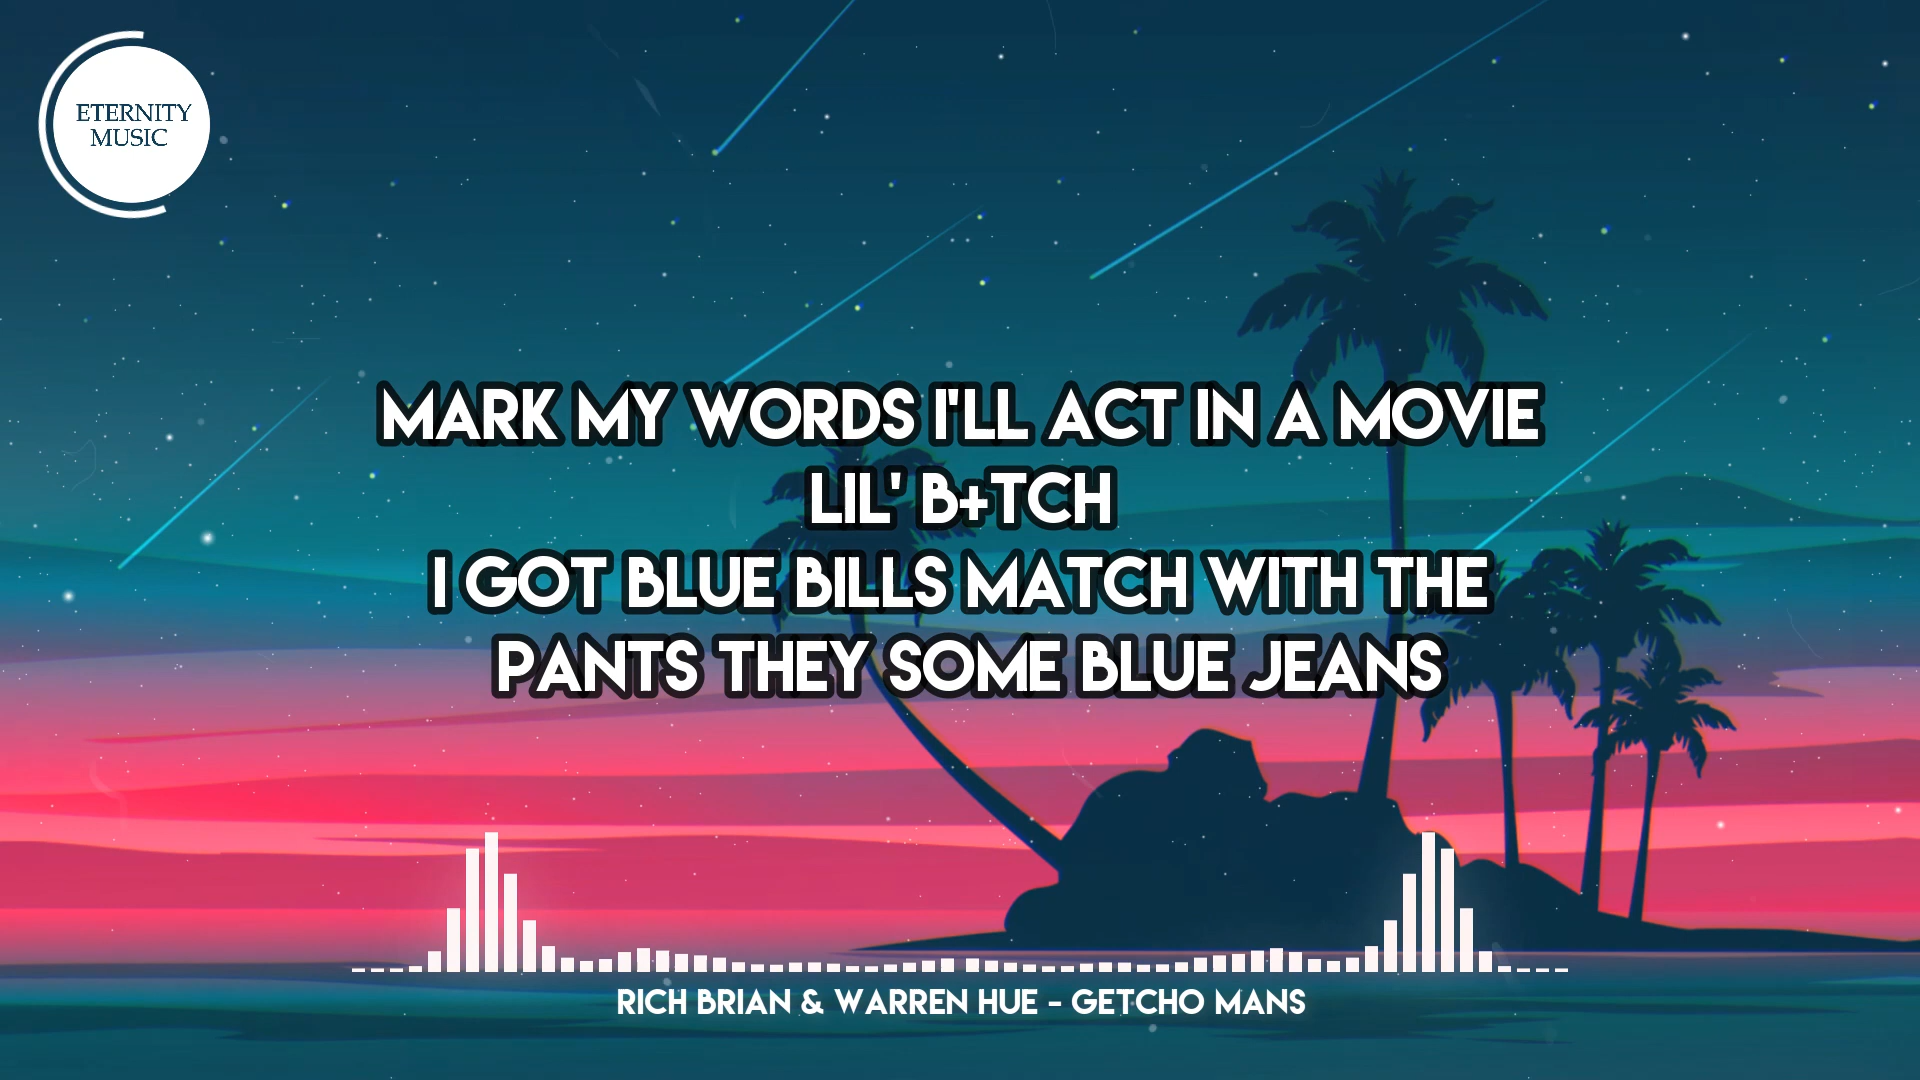 ETERNITY
MUSIC
MARK MY WORDS I'LL ACT IN A MOVIE
LIL' B+TCH
I GOT BLUE BILLS MATCH WITH THE
PANTS THEY SOME BLUE JEANS
RICH BRIAN & WARREN HUE - GETCHO MANS